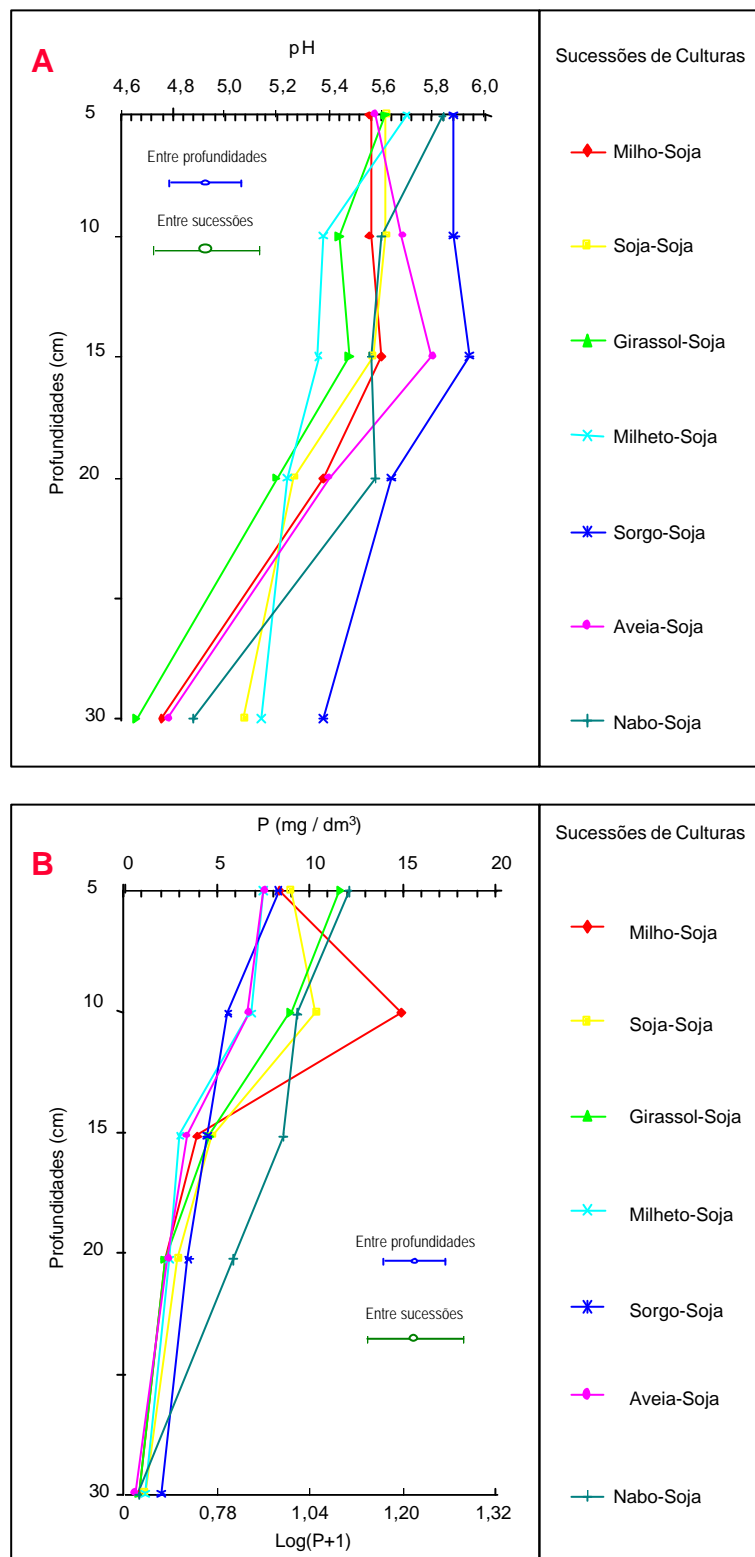 A
pH
4,6 4,8 5,0 5,2 5,4 5,6 5,8 6,0
5
10
15
20
30
Profundidades (cm)
Entre profundidades
Entre sucessões
Sucessões de Culturas
Milho-Soja
Soja-Soja
Girassol-Soja
Milheto-Soja
Sorgo-Soja
Aveia-Soja
Nabo-Soja
B
P (mg / dm³)
0 5 10 15 20
5
10
15
20
30
Profundidades (cm)
Entre profundidades
Entre sucessões
0 0,78 1,04 1,20 1,32
Log(P+1)
Sucessões de Culturas
Milho-Soja
Soja-Soja
Girassol-Soja
Milheto-Soja
Sorgo-Soja
Aveia-Soja
Nabo-Soja